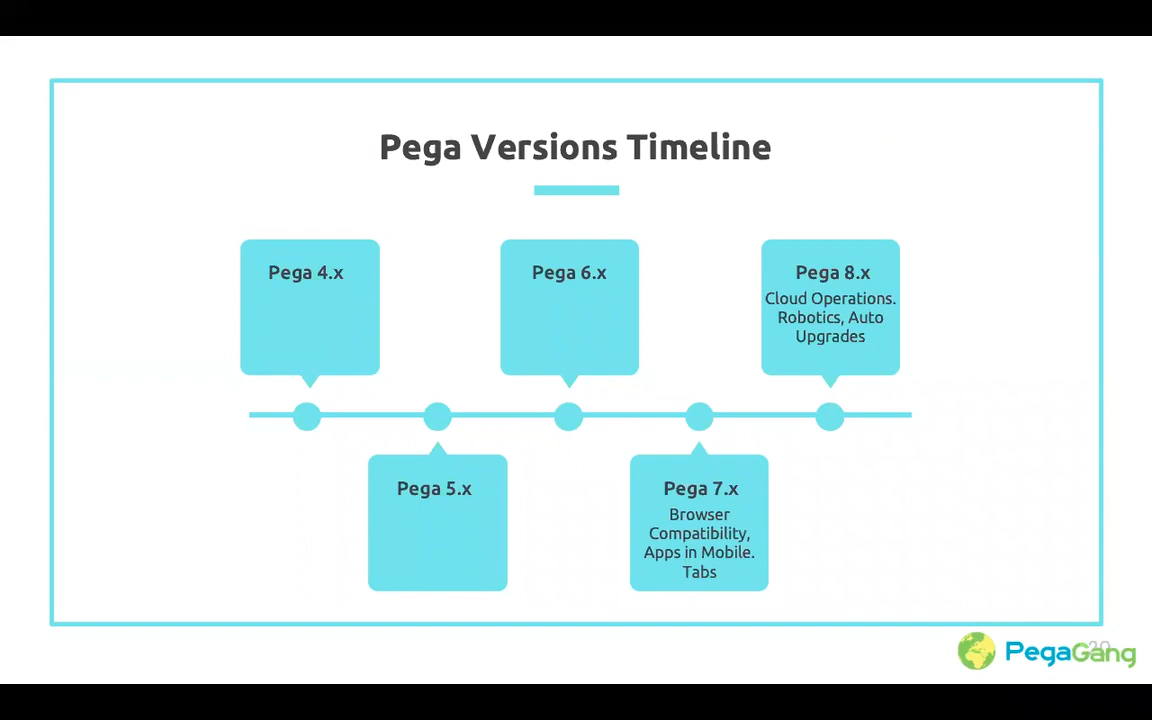 Pega Versions Timeline
Pega 4.x
Pega 6.x
Pega 8.x
Cloud Operations.
Robotics, Auto
Upgrades
Pega 5.x
Pega 7.x
Browser
Compatibility,
Apps in Mobile.
Tabs
PegaGang
20